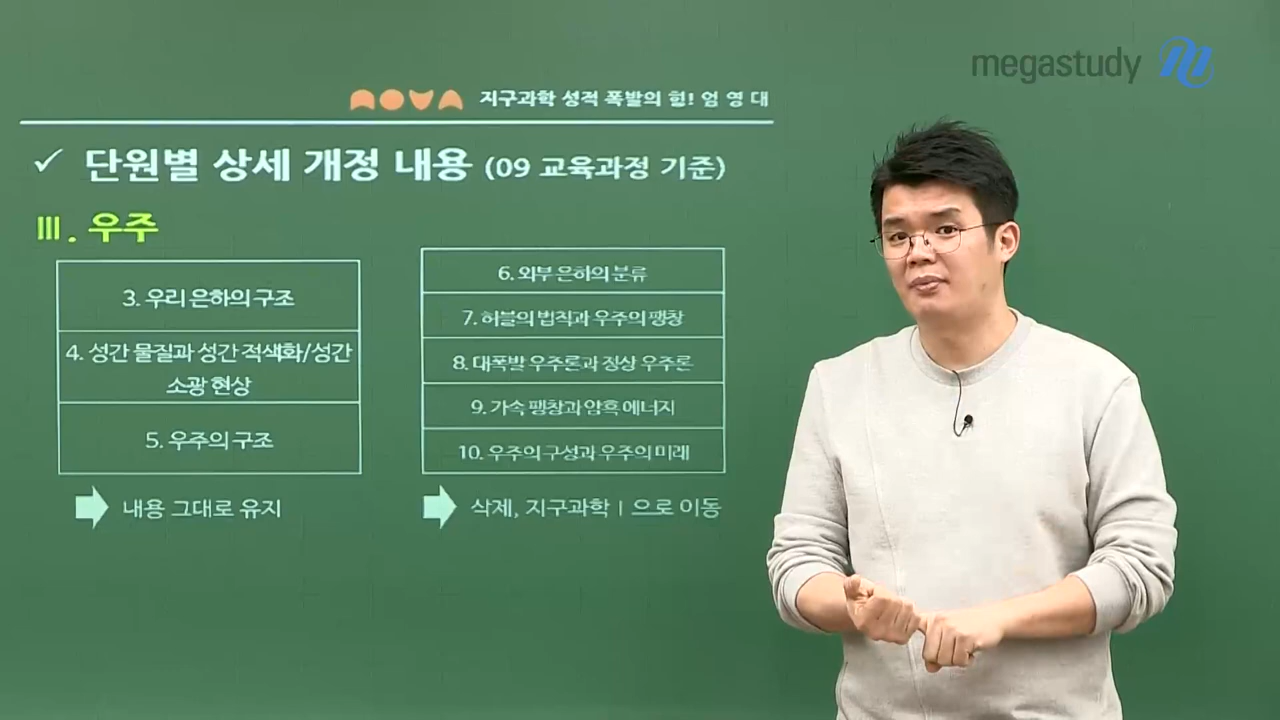 megastudy
NOVA 지구과학 성적 폭발의 힘! 엄영대
✓ 단원별 상세 개정 내용 (09 교육과정 기준)
Ⅲ. 우주
3. 우리 은하의 구조
4. 성간 물질과 성간 적색화/성간
소광 현상
5. 우주의 구조
내용 그대로 유지
6. 외부 은하의 분류
7. 허블의 법칙과 우주의 팽창
8. 대폭발 우주론과 정상 우주론
9. 가속 팽창과 암흑 에너지
10. 우주의 구성과 우주의 미래
삭제, 지구과학 I 으로 이동